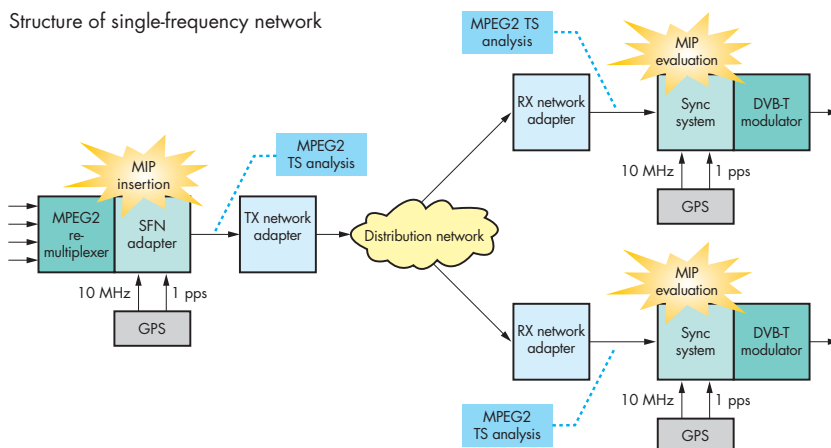 Structure of single-frequency network
MPEG2 TS
analysis
MIP
evaluation
RX network
adapter
Sync
system
DVB-T
modulator
10 MHz
1 pps
GPS
MPEG2
TS analysis
MIP
insertion
MPEG2
re-
multiplexer
SFN
adapter
TX network
adapter
Distribution network
10 MHz
1 pps
GPS
MIP
evaluation
RX network
adapter
Sync
system
DVB-T
modulator
MPEG2
TS analysis
10 MHz
1 pps
GPS